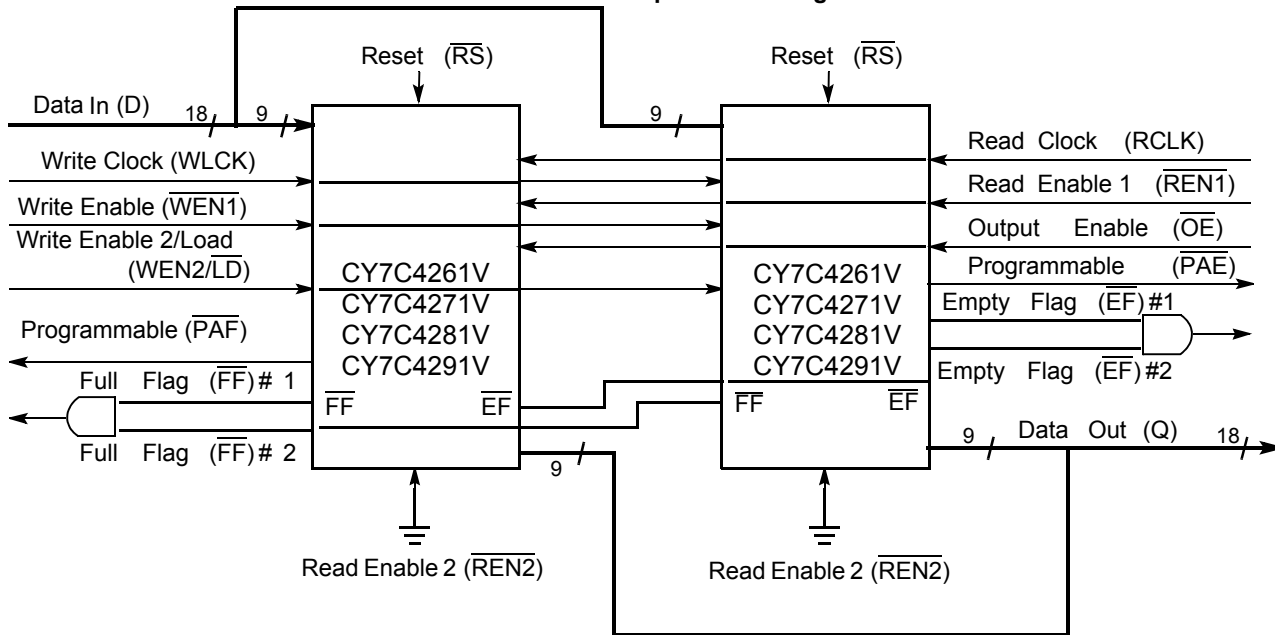 Reset (RS)
Reset (RS)
Data In (D)
18
9
9
Write Clock (WLCK)
Read Clock (RCLK)
Write Enable (WEN1)
Read Enable 1 (REN1)
Write Enable 2/Load
(WEN2/LD)
Output Enable (OE)
Programmable (PAE)
CY7C4261V
CY7C4271V
CY7C4281V
CY7C4291V
CY7C4261V
CY7C4271V
CY7C4281V
CY7C4291V
Empty Flag (EF) #1
Programmable (PAF)
Empty Flag (EF) #2
Full Flag (FF) # 1
FF
EF
FF
EF
Full Flag (FF) # 2
9
Data Out (Q)
18
9
Read Enable 2 (REN2)
Read Enable 2 (REN2)